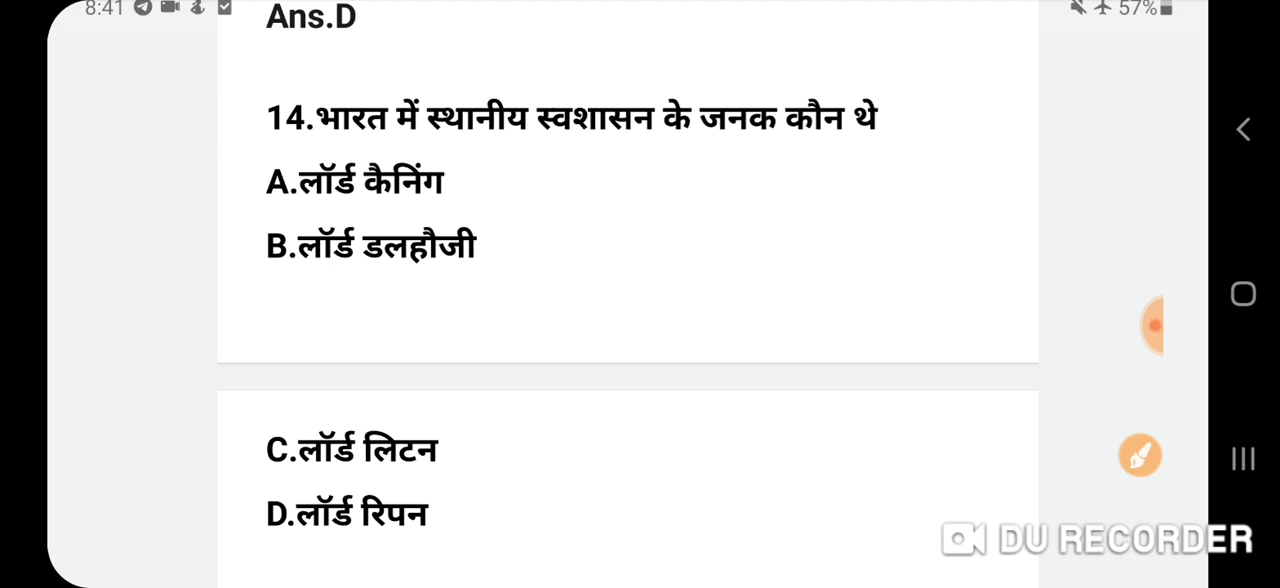 8:41
57%
Ans.D
14.भारत में स्थानीय स्वशासन के जनक कौन थे
A.लॉर्ड कैनिंग
B.लॉर्ड डलहौजी
C.लॉर्ड लिटन
D.लॉर्ड रिपन
DU RECORDER